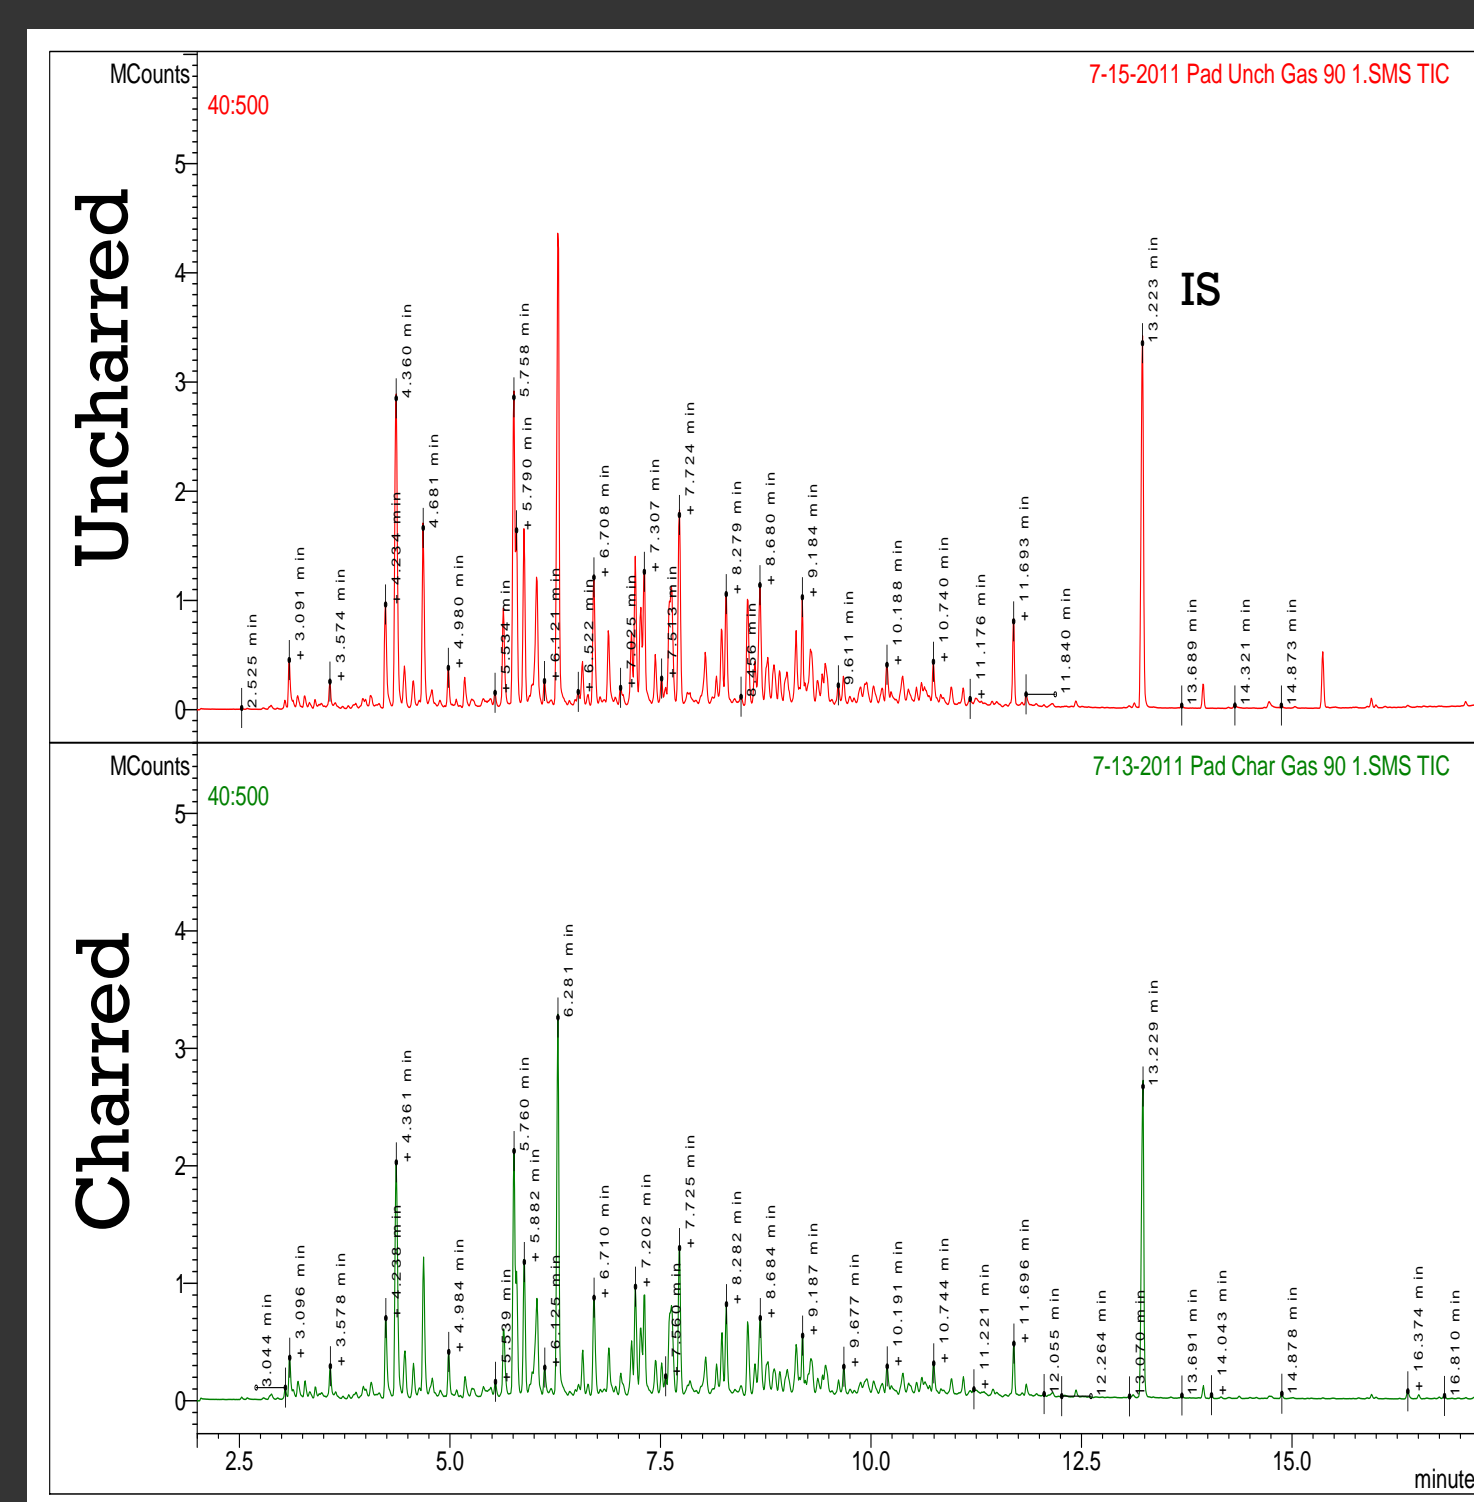 MCounts
7-15-2011 Pad Unch Gas 90 1.SMS TIC
40:500
Uncharred
IS
5
4
3
2
1
0
2.525 min
+ 3.091 min
+ 3.574 min
+ 4.234 min
4.360 min
4.681 min
+ 4.980 min
+ 5.534 min
5.758 min
+ 5.790 min
+ 6.121 min
+ 6.522 min
+ 6.708 min
+ 7.025 min
+ 7.307 min
+ 7.513 min
+ 7.724 min
+ 8.279 min
8.456 min
+ 8.680 min
+ 9.184 min
9.611 min
+ 10.188 min
+ 10.740 min
+ 11.176 min
+ 11.693 min
11.840 min
13.223 min
13.689 min
14.321 min
14.873 min
MCounts
7-13-2011 Pad Char Gas 90 1.SMS TIC
40:500
Charred
5
4
3
2
1
0
3.044 min
+ 3.096 min
+ 3.578 min
+ 4.238 min
+ 4.361 min
+ 4.984 min
+ 5.539 min
5.760 min
+ 5.882 min
+ 6.125 min
6.281 min
+ 6.710 min
+ 7.202 min
+ 7.560 min
+ 7.725 min
+ 8.282 min
+ 8.684 min
+ 9.187 min
+ 9.677 min
+ 10.191 min
+ 10.744 min
+ 11.221 min
+ 11.696 min
12.055 min
12.264 min
13.070 min
13.229 min
13.691 min
+ 14.043 min
14.878 min
+ 16.374 min
16.810 min
2.5 5.0 7.5 10.0 12.5 15.0
minute